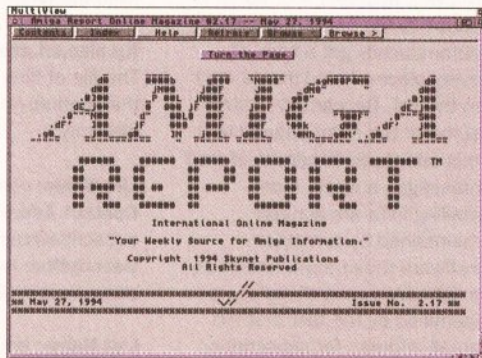 MultiView
Amiga Report Online Magazine #2.17 -- May 27, 1994
Contents Index Help Retrace Browse < Browse >
Turn the Page
AMIGA
REPORT TM
International Online Magazine
"Your Weekly Source for Amiga Information."
Copyright 1994 Skynet Publications
All Rights Reserved
May 27, 1994 Issue No. 2.17